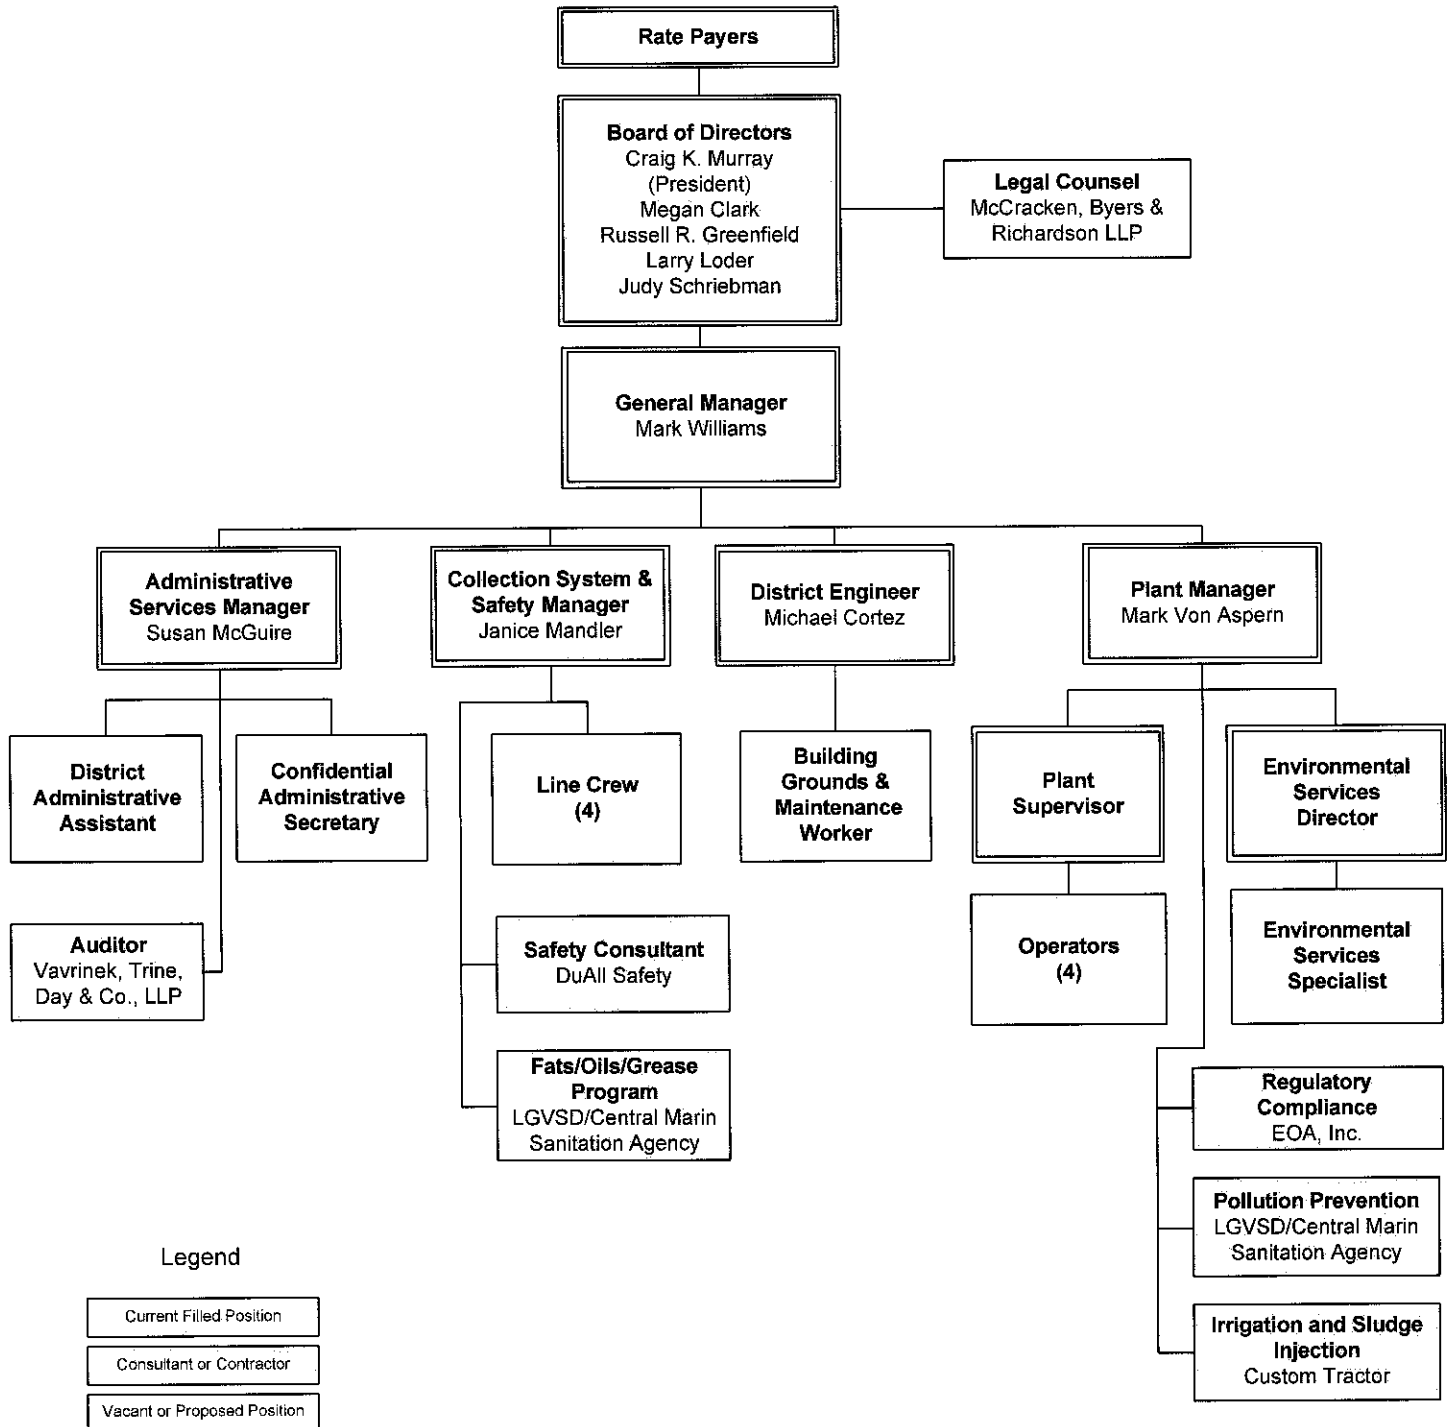 Rate Payers
Board of Directors
Craig K. Murray
(President)
Megan Clark
Russell R. Greenfield
Larry Loder
Judy Schriebman
Legal Counsel
McCracken, Byers &
Richardson LLP
General Manager
Mark Williams
Administrative
Services Manager
Susan McGuire
Collection System &
Safety Manager
Janice Mandler
District Engineer
Michael Cortez
Plant Manager
Mark Von Aspern
District
Administrative
Assistant
Confidential
Administrative
Secretary
Line Crew
(4)
Building
Grounds &
Maintenance
Worker
Plant
Supervisor
Environmental
Services
Director
Auditor
Vavrinek, Trine,
Day & Co., LLP
Safety Consultant
DuAll Safety
Operators
(4)
Environmental
Services
Specialist
Fats/Oils/Grease
Program
LGVSD/Central Marin
Sanitation Agency
Regulatory
Compliance
EOA, Inc.
Pollution Prevention
LGVSD/Central Marin
Sanitation Agency
Irrigation and Sludge
Injection
Custom Tractor
Legend
Current Filled Position
Consultant or Contractor
Vacant or Proposed Position